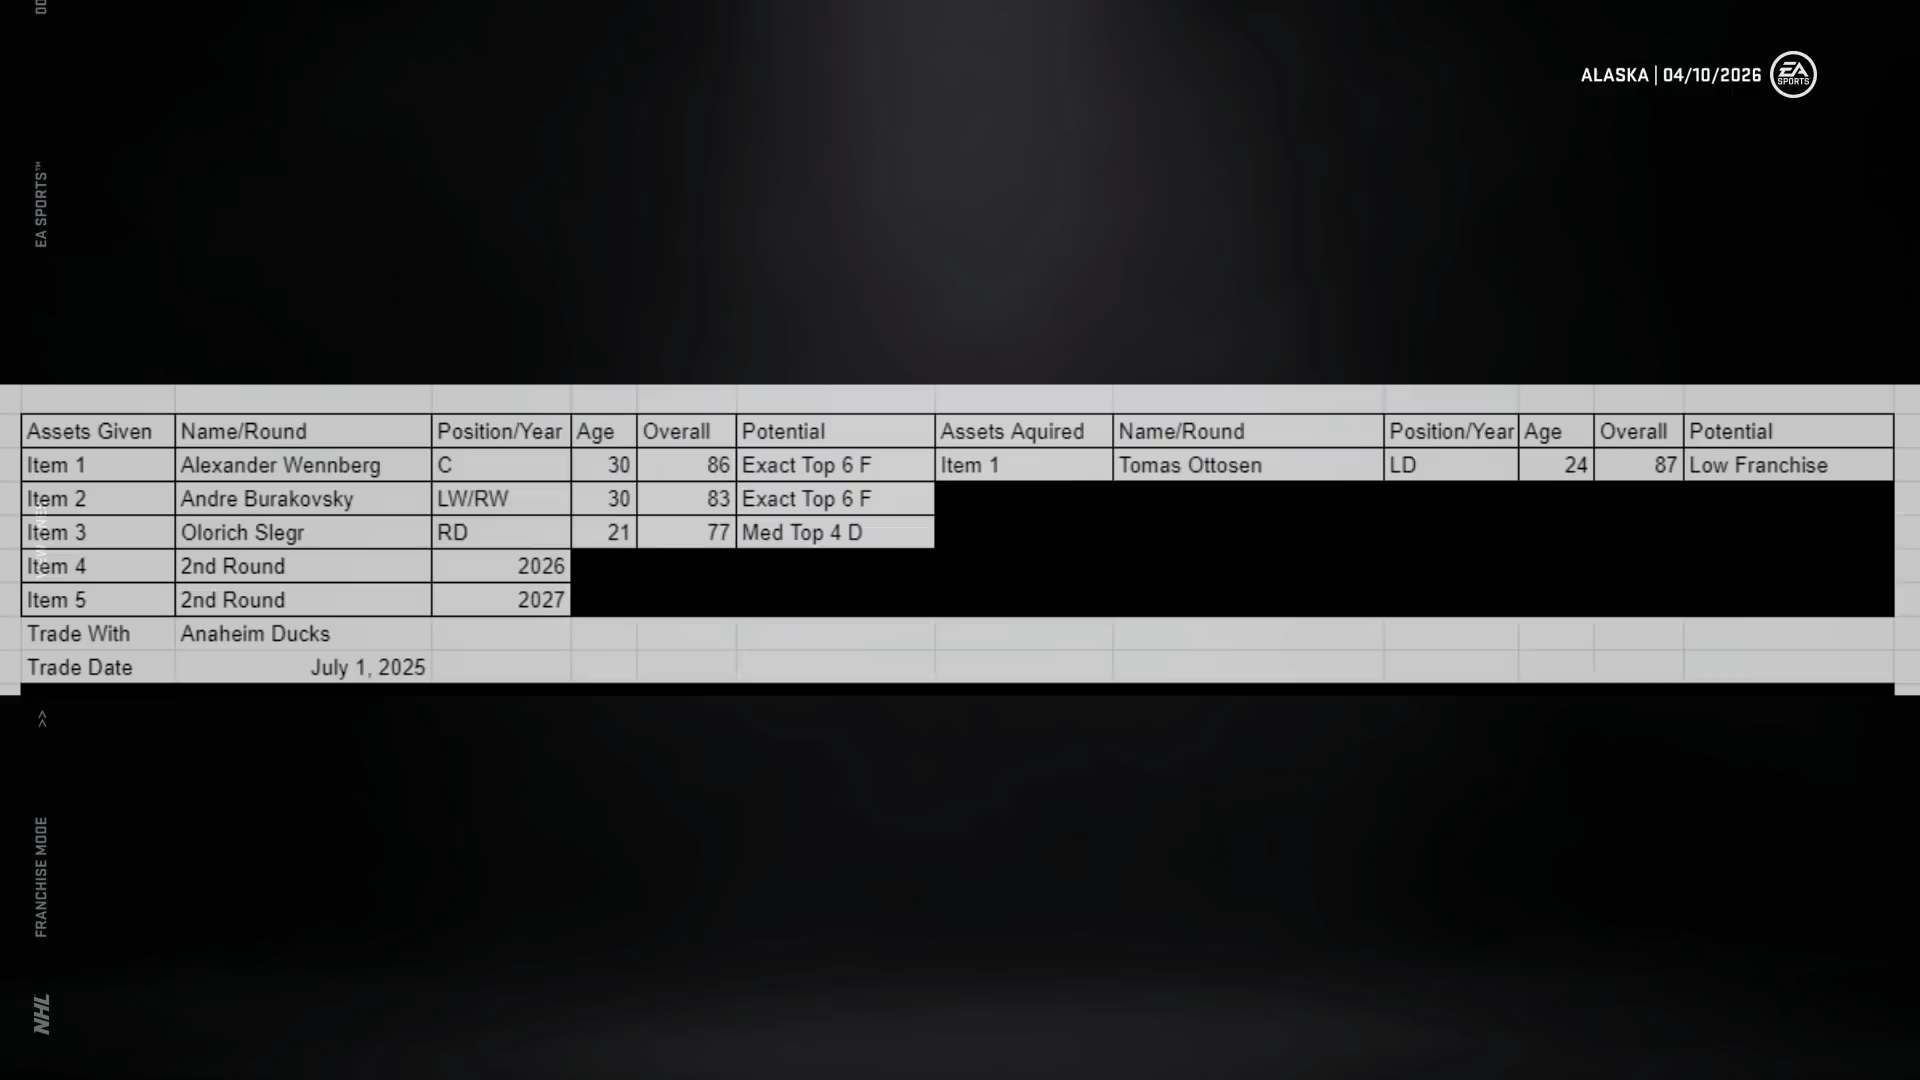 ALASKA | 04/10/2026 EA SPORTS
EA SPORTS™
Assets Given Name/Round Position/Year Age Overall Potential Assets Aquired Name/Round Position/Year Age Overall Potential
Item 1 Alexander Wennberg C 30 86 Exact Top 6 F Item 1 Tomas Ottosen LD 24 87 Low Franchise
Item 2 Andre Burakovsky LW/RW 30 83 Exact Top 6 F
Item 3 Olorich Slegr RD 21 77 Med Top 4 D
Item 4 2nd Round 2026
Item 5 2nd Round 2027
Trade With Anaheim Ducks
Trade Date July 1, 2025
>>
FRANCHISE MODE
NHL